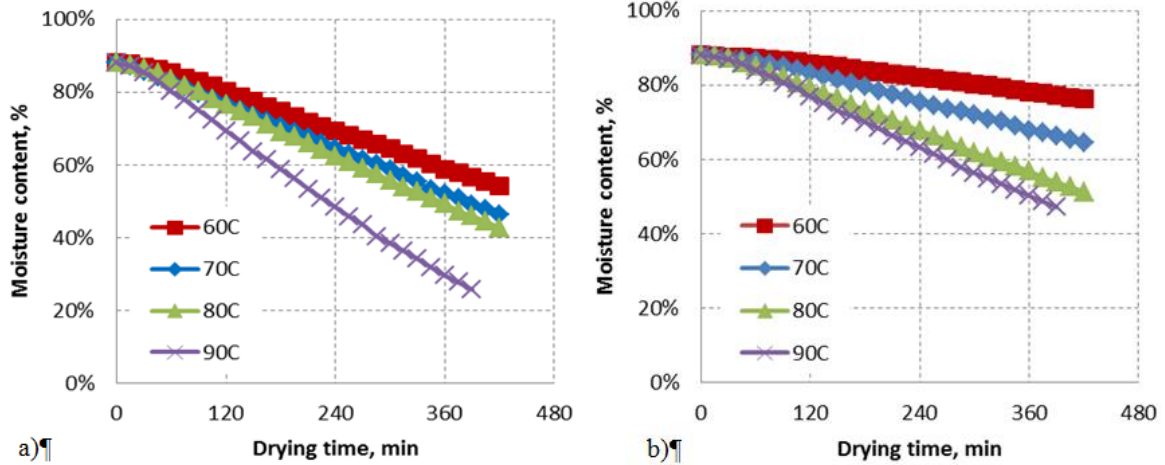 100%
80%
60%
40%
20%
0%
Moisture content, %
60C
70C
80C
90C
0 120 240 360 480
Drying time, min
a)¶
100%
80%
60%
40%
20%
0%
Moisture content, %
60C
70C
80C
90C
0 120 240 360 480
Drying time, min
b)¶